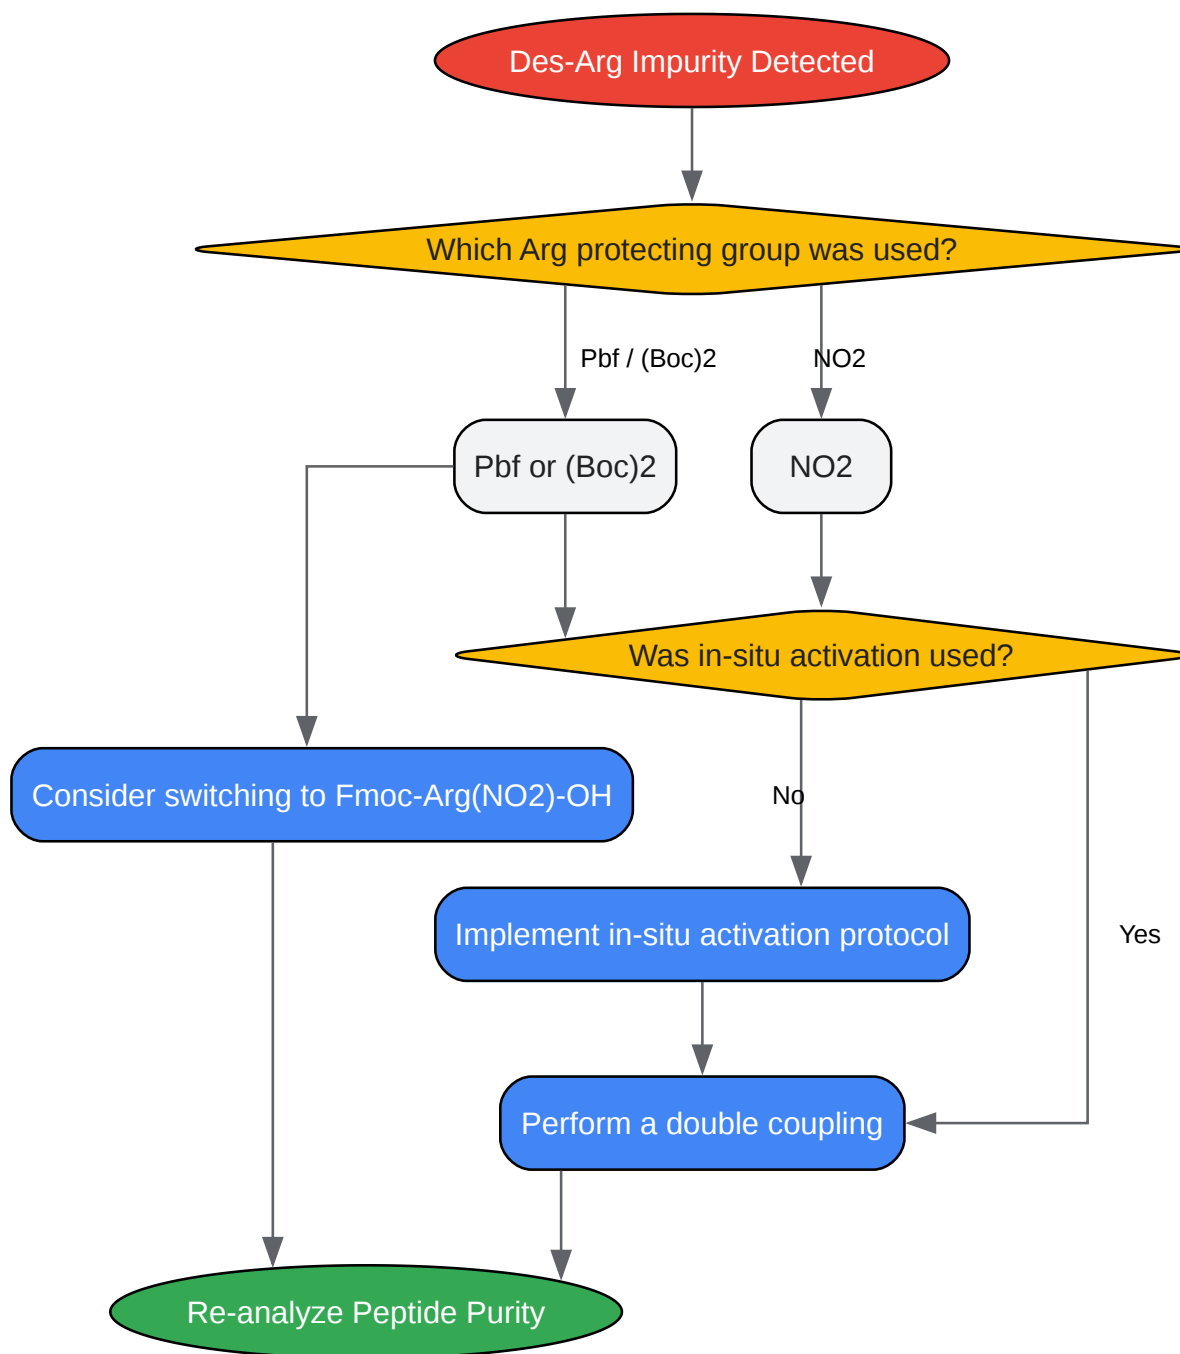 Des-Arg Impurity Detected
Which Arg protecting group was used?
Pbf / (Boc)2
NO2
Pbf or (Boc)2
NO2
Was in-situ activation used?
Consider switching to Fmoc-Arg(NO2)-OH
No
Implement in-situ activation protocol
Yes
Perform a double coupling
Re-analyze Peptide Purity